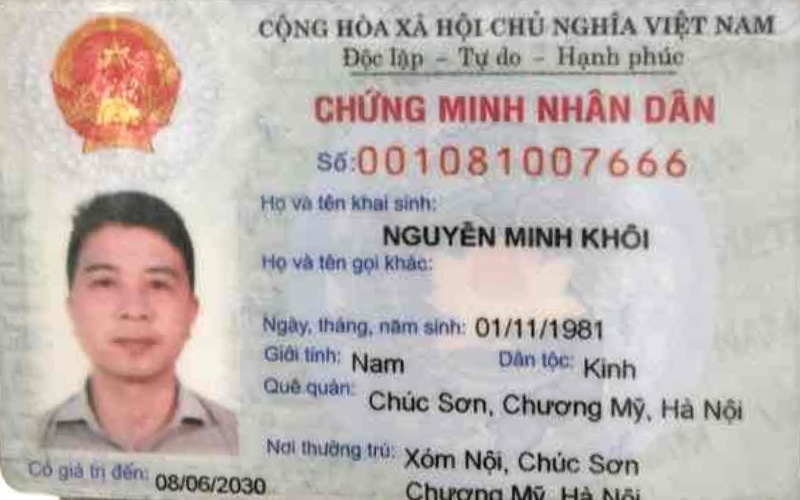 CỘNG HÒA XÃ HỘI CHỦ NGHĨA VIỆT NAM
Độc lập - Tự do - Hạnh phúc
CHỨNG MINH NHÂN DÂN
Số:001081007666
Họ và tên khai sinh:
NGUYỄN MINH KHÔI
Họ và tên gọi khác:
Ngày, tháng, năm sinh: 01/11/1981
Giới tính: Nam Dân tộc: Kinh
Quê quán: Chúc Sơn, Chương Mỹ, Hà Nội
Nơi thường trú: Xóm Nội, Chúc Sơn
Chương Mỹ, Hà Nội
Có giá trị đến: 08/06/2030